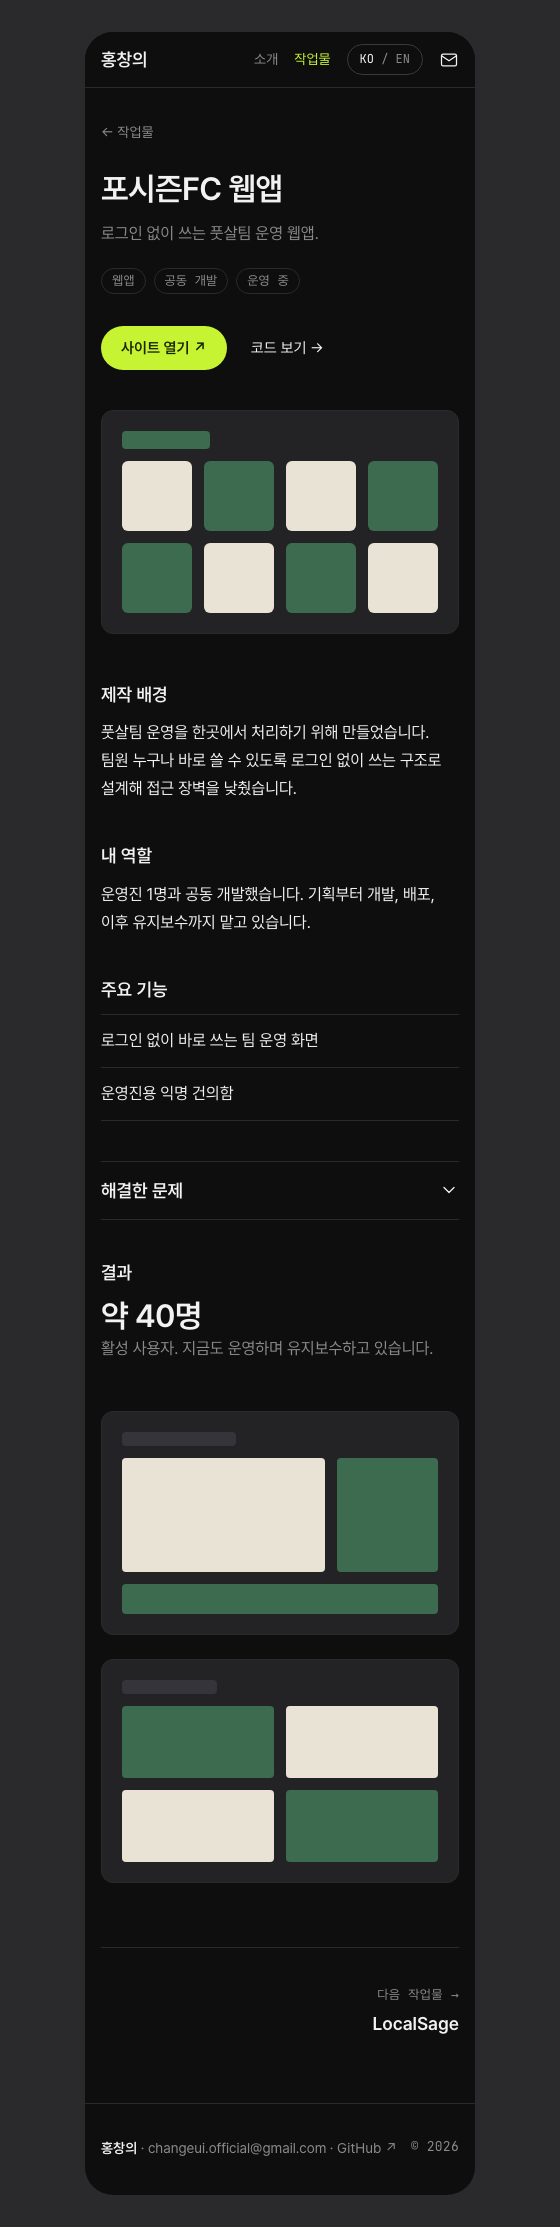 홍창의 소개 작업물 KO / EN
← 작업물
포시즌FC 웹앱
로그인 없이 쓰는 풋살팀 운영 웹앱.
웹앱 공동 개발 운영 중
사이트 열기 ↗ 코드 보기 →
제작 배경
풋살팀 운영을 한곳에서 처리하기 위해 만들었습니다.
팀원 누구나 바로 쓸 수 있도록 로그인 없이 쓰는 구조로
설계해 접근 장벽을 낮췄습니다.
내 역할
운영진 1명과 공동 개발했습니다. 기획부터 개발, 배포,
이후 유지보수까지 맡고 있습니다.
주요 기능
로그인 없이 바로 쓰는 팀 운영 화면
운영진용 익명 건의함
해결한 문제
결과
약 40명
활성 사용자. 지금도 운영하며 유지보수하고 있습니다.
다음 작업물 →
LocalSage
홍창의 · changeui.official@gmail.com · GitHub ↗ © 2026